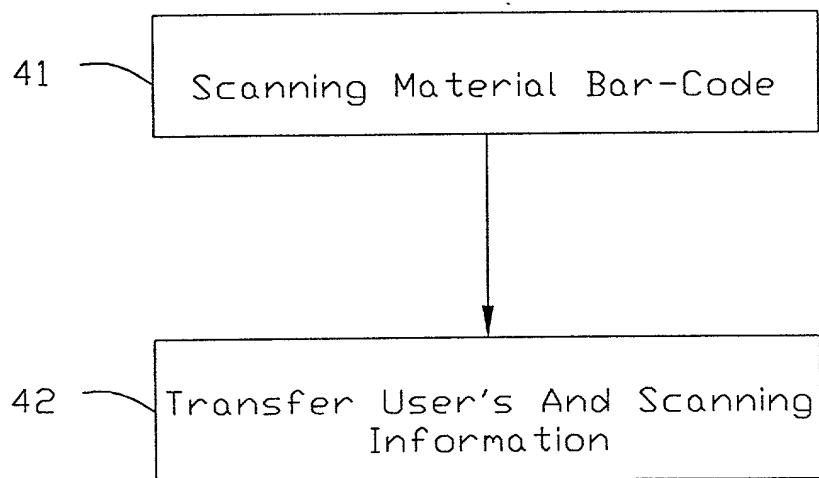 41
Scanning Material Bar-Code
42
Transfer User's And Scanning
Information